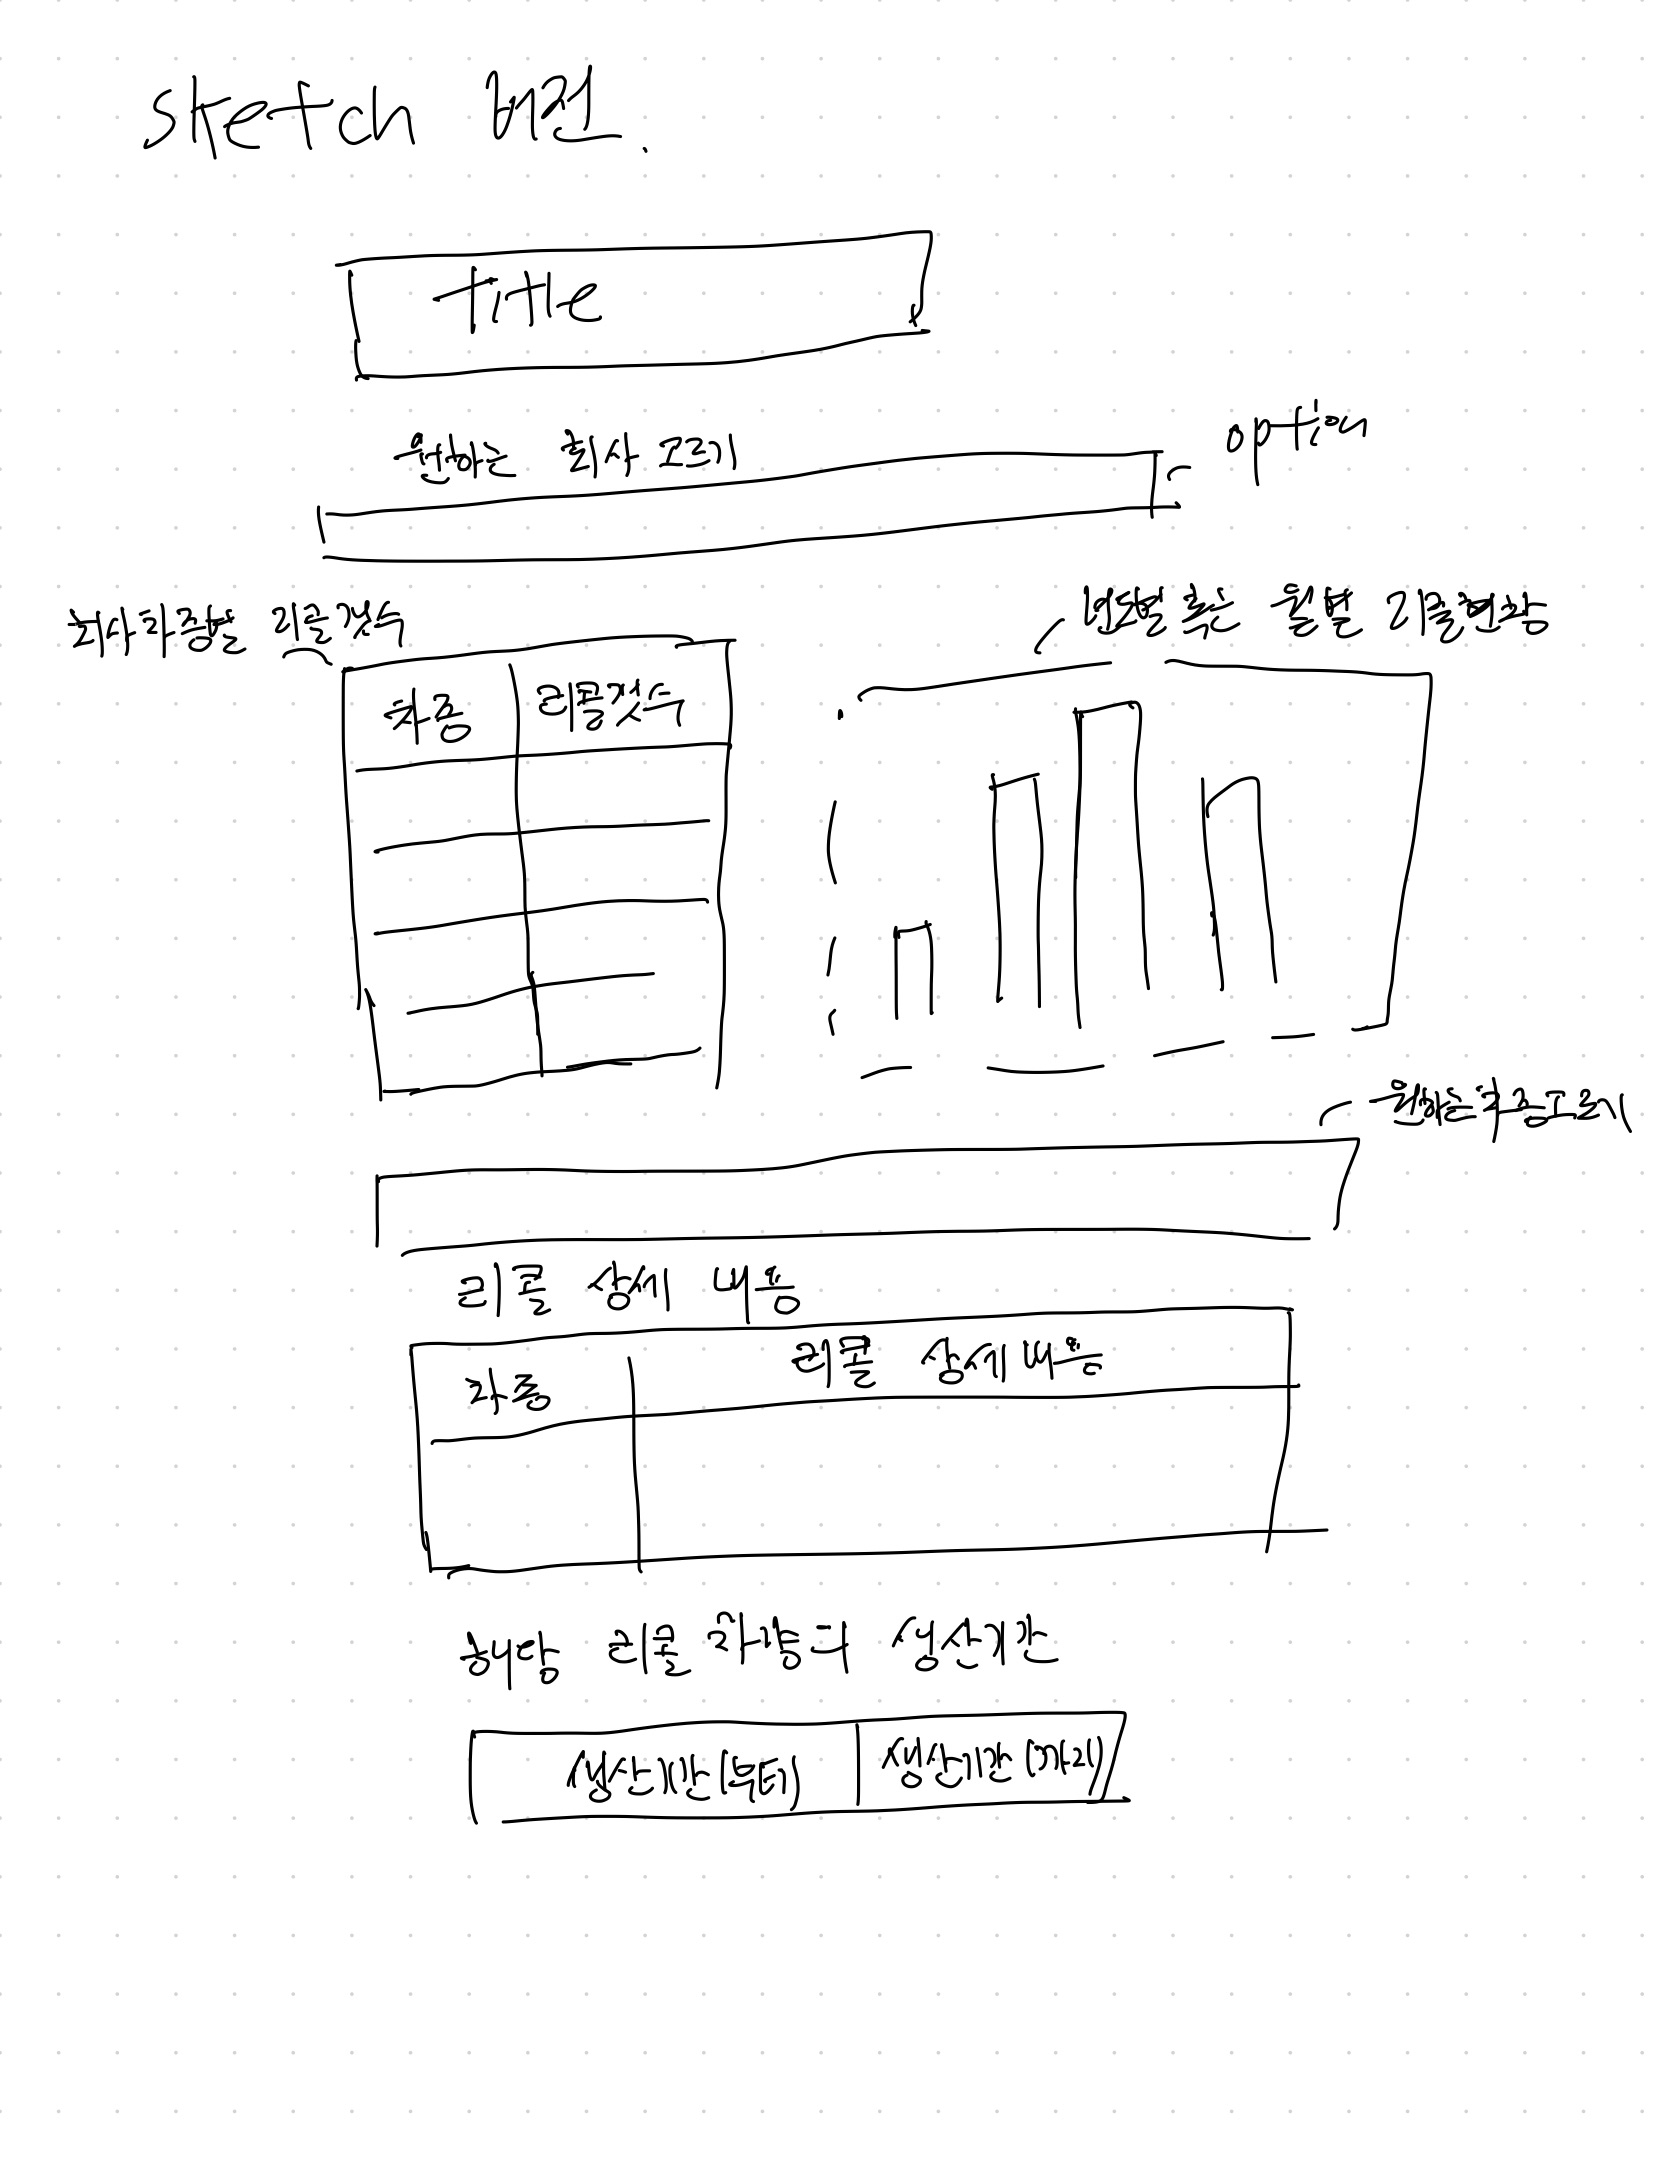 sketch 버전.
title
원하는 회사 고르기
option
회사 차종별 리콜 갯수
년도별 혹은 월별 리콜현황
차종
리콜갯수
원하는 차종고르기
리콜 상세 내용
차종
리콜 상세 내용
해당 리콜 차량의 생산기간
생산기간(부터)
생산기간(까지)